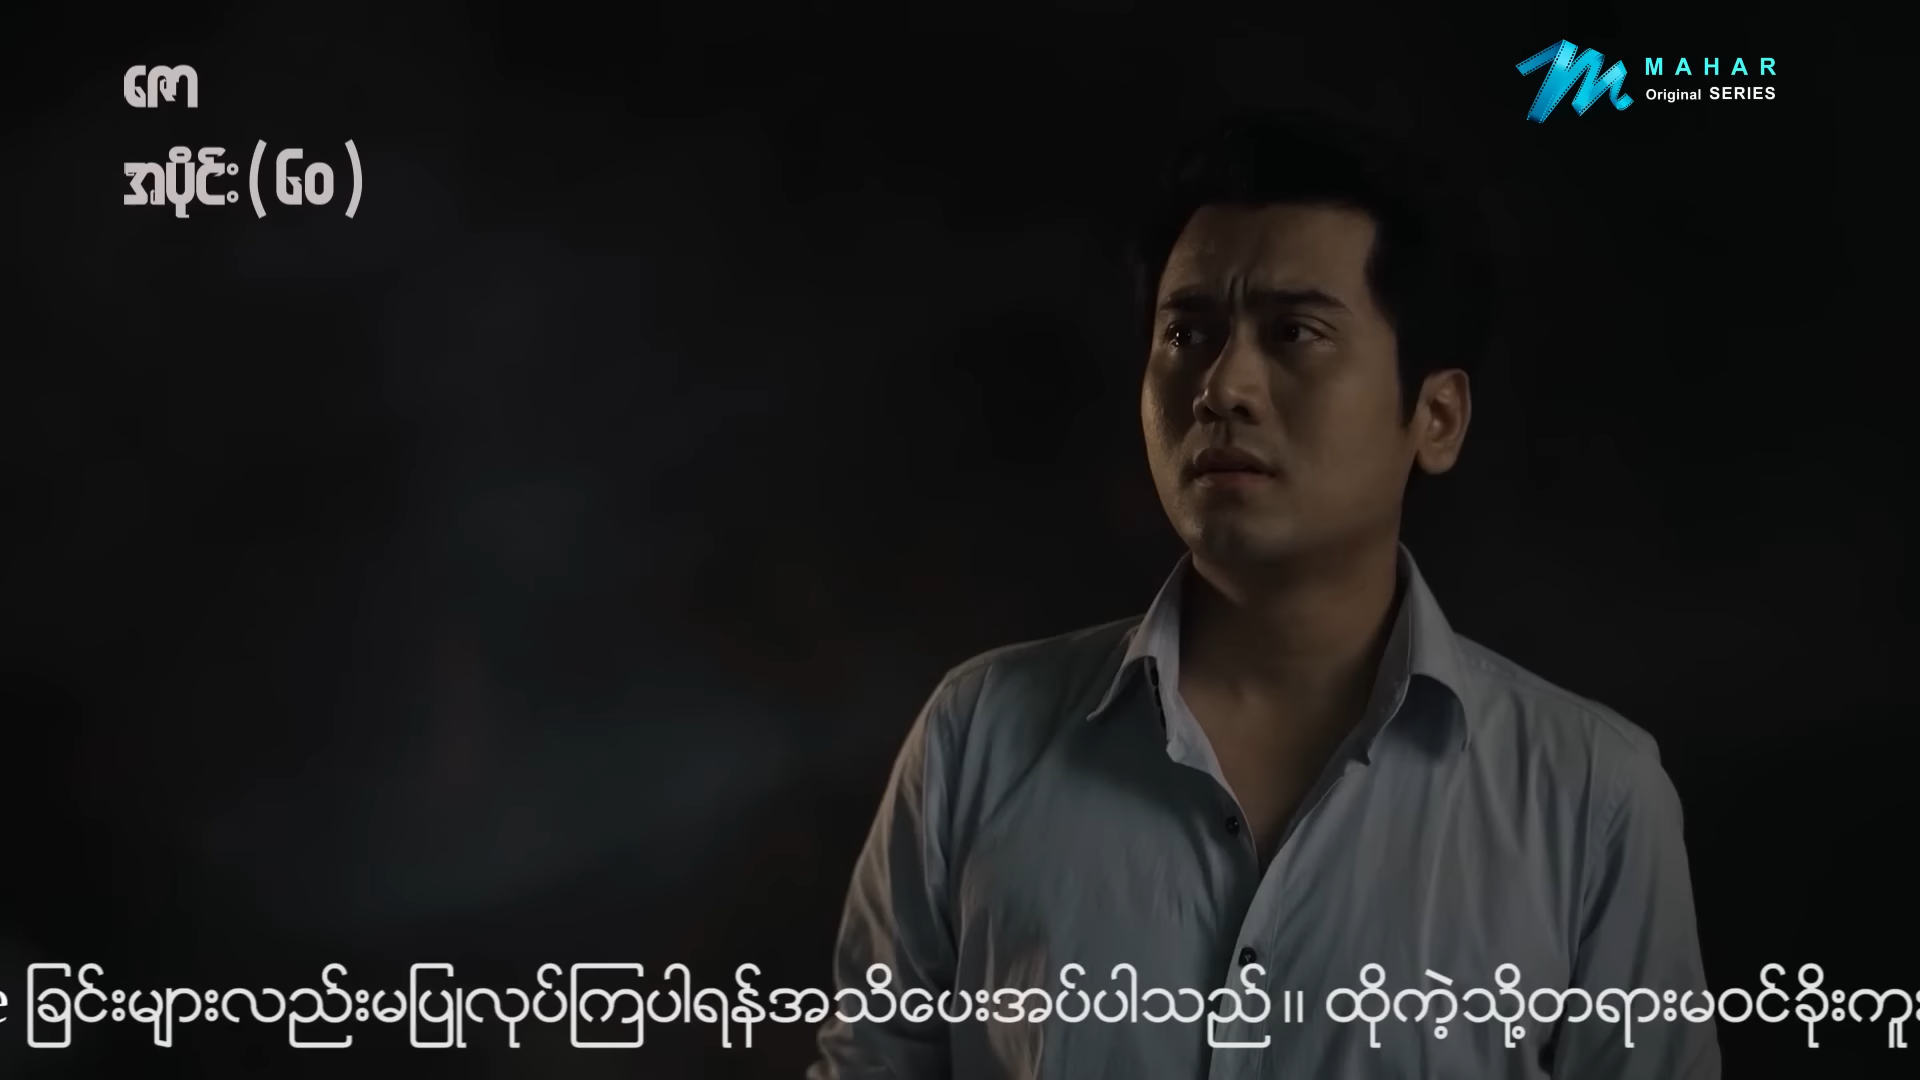 ဇာ
အပိုင်း (၆၀)
MAHAR
Original SERIES
ခြင်းများလည်းမပြုလုပ်ကြပါရန်အသိပေးအပ်ပါသည်။ ထိုကဲ့သို့တရားမဝင်ခိုးကူး